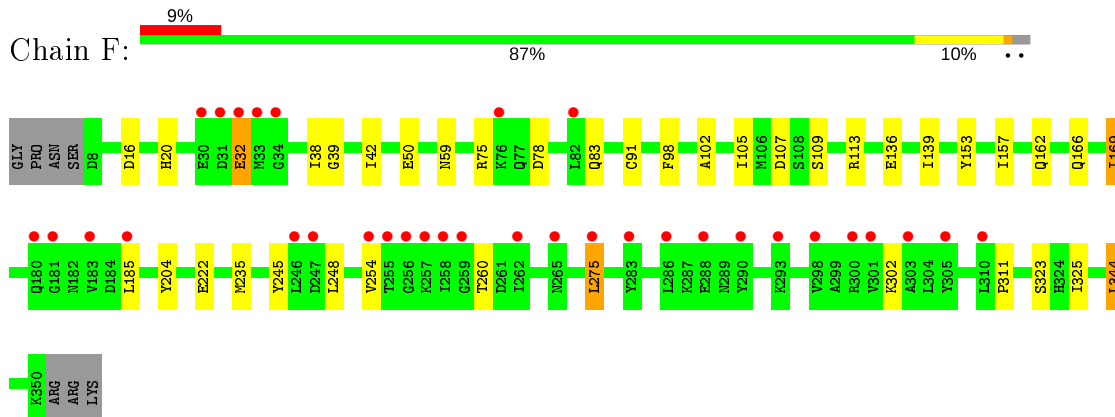 9%
Chain F: 87% 10% • •
GLY PRO ASN SER D8 D16 H20 E30 D31 E32 M33 G34 I38 G39 I42 E50 N59 R75 K76 Q77 D78 L82 Q83 C91 F98 A102 I105 M106 D107 S108 S109 R113 E136 I139 Y153 I157 Q162 Q166
Q180 G181 N182 V183 D184 L185 Y204 E222 M235 Y245 L246 D247 L248 V254 T255 G256 K257 I258 G259 T260 D261 I262 N265 L275 Y283 L286 K287 E288 N289 Y290 K293 V298 A299 R300 V301 K302 A303 L304 Y305 L310 P311 S323 H324 I325 L344
K350 ARG ARG LYS